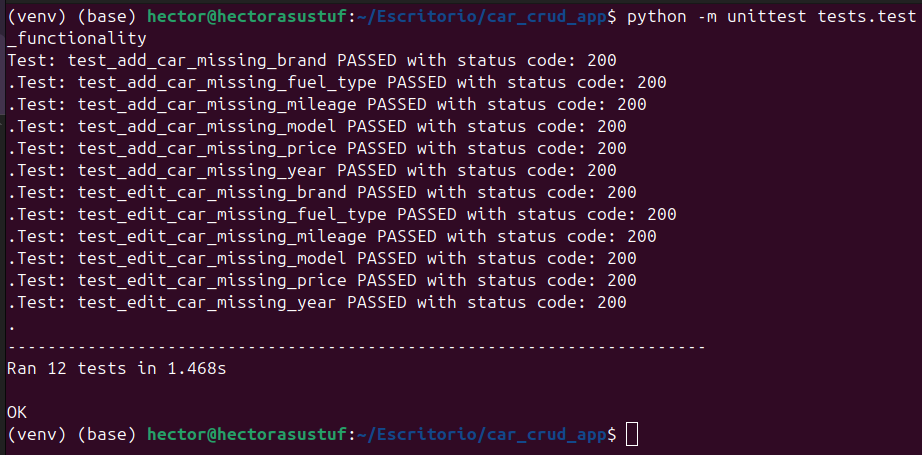 (venv) (base) hector@hectorasustuf:~/Escritorio/car_crud_app$ python -m unittest tests.test
_functionality
Test: test_add_car_missing_brand PASSED with status code: 200
.Test: test_add_car_missing_fuel_type PASSED with status code: 200
.Test: test_add_car_missing_mileage PASSED with status code: 200
.Test: test_add_car_missing_model PASSED with status code: 200
.Test: test_add_car_missing_price PASSED with status code: 200
.Test: test_add_car_missing_year PASSED with status code: 200
.Test: test_edit_car_missing_brand PASSED with status code: 200
.Test: test_edit_car_missing_fuel_type PASSED with status code: 200
.Test: test_edit_car_missing_mileage PASSED with status code: 200
.Test: test_edit_car_missing_model PASSED with status code: 200
.Test: test_edit_car_missing_price PASSED with status code: 200
.Test: test_edit_car_missing_year PASSED with status code: 200
.
----------------------------------------------------------------------
Ran 12 tests in 1.468s
OK
(venv) (base) hector@hectorasustuf:~/Escritorio/car_crud_app$